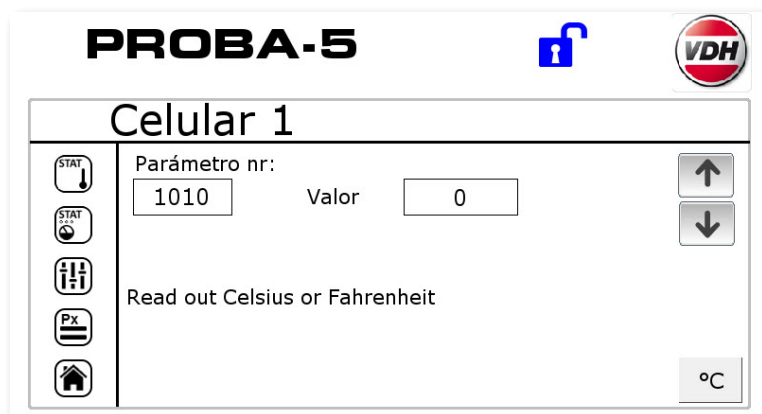 PROBA-5
VDH
Celular 1
STAT
Parámetro nr:
1010 Valor 0
STAT
Read out Celsius or Fahrenheit
Px
°C